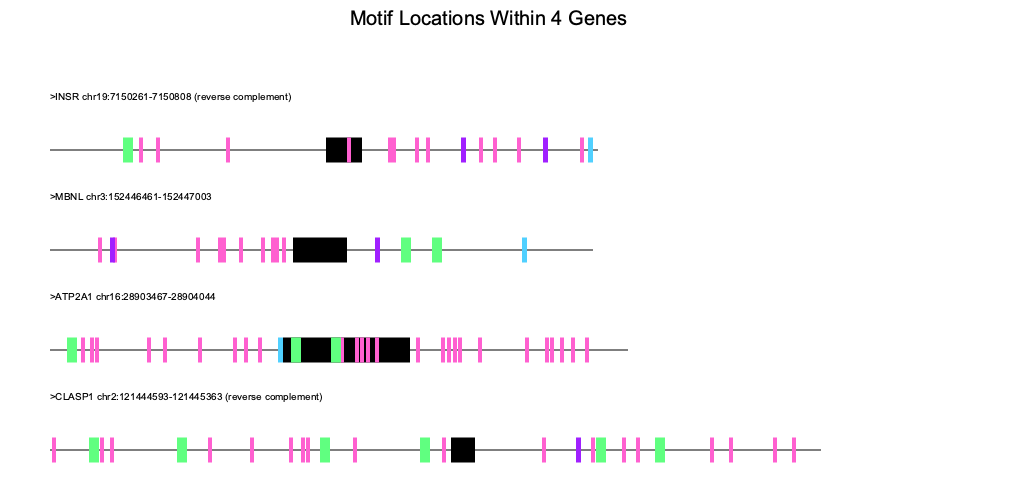 Motif Locations Within 4 Genes
>INSR chr19:7150261-7150808 (reverse complement)
>MBNL chr3:152446461-152447003
>ATP2A1 chr16:28903467-28904044
>CLASP1 chr2:121444593-121445363 (reverse complement)